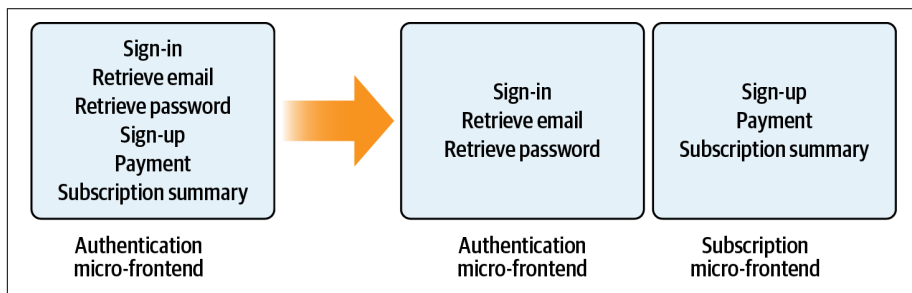 Sign-in
Retrieve email
Retrieve password
Sign-up
Payment
Subscription summary
Authentication
micro-frontend
Sign-in
Retrieve email
Retrieve password
Authentication
micro-frontend
Sign-up
Payment
Subscription summary
Subscription
micro-frontend